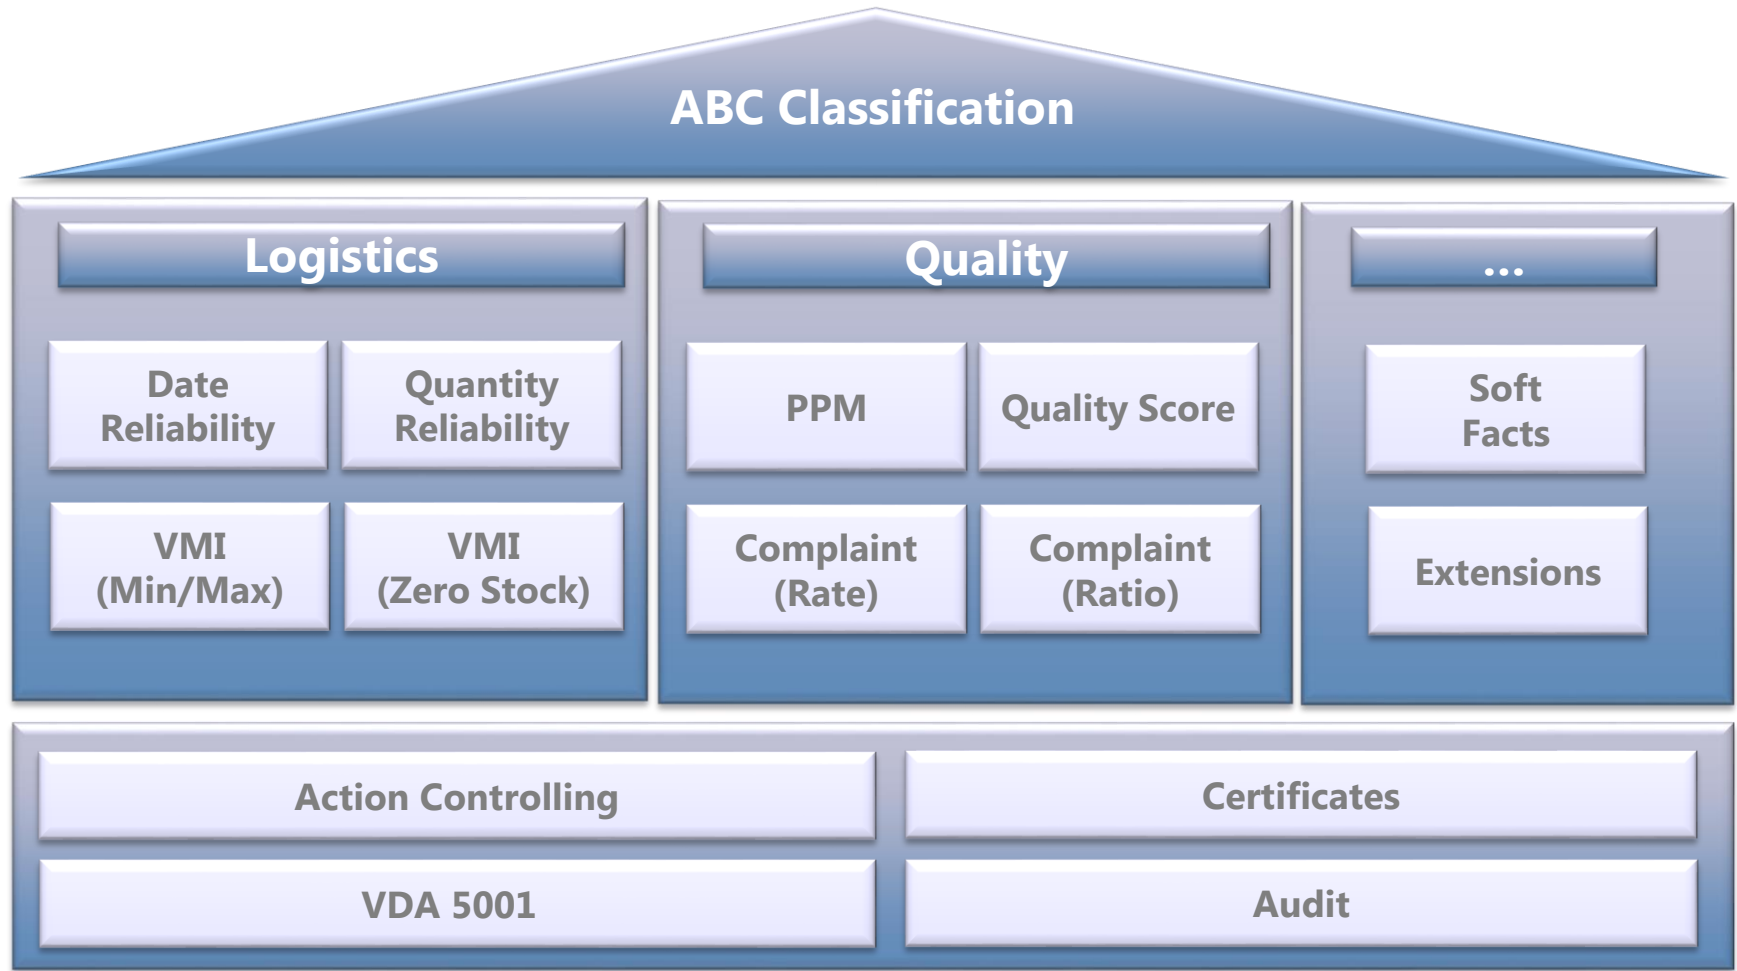 ABC Classification
Logistics
Date
Reliability
Quantity
Reliability
VMI
(Min/Max)
VMI
(Zero Stock)
Quality
PPM
Quality Score
Complaint
(Rate)
Complaint
(Ratio)
...
Soft
Facts
Extensions
Action Controlling
Certificates
VDA 5001
Audit